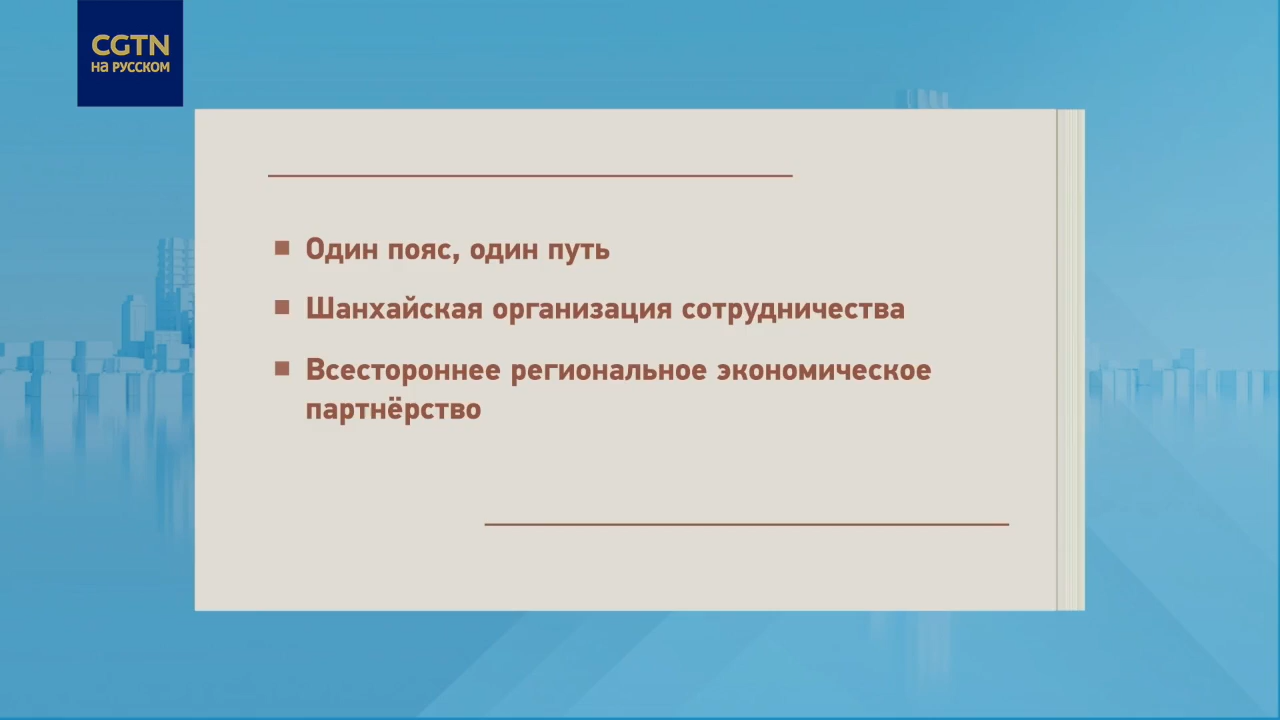 CGTN
на русском
Один пояс, один путь
Шанхайская организация сотрудничества
Всестороннее региональное экономическое
партнёрство